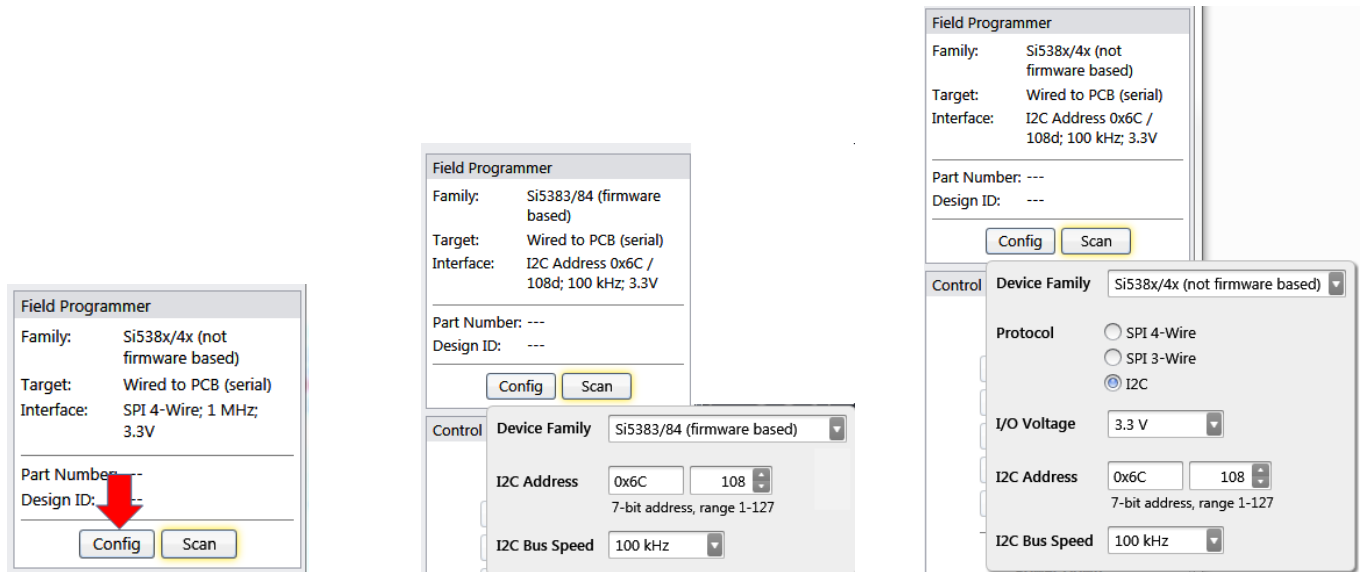 Field Programmer
Family: Si538x/4x (not
firmware based)
Target: Wired to PCB (serial)
Interface: SPI 4-Wire; 1 MHz;
3.3V
Part Number: ---
Design ID: ---
Config Scan
Field Programmer
Family: Si5383/84 (firmware
based)
Target: Wired to PCB (serial)
Interface: I2C Address 0x6C /
108d; 100 kHz; 3.3V
Part Number: ---
Design ID: ---
Config Scan
Control
Device Family Si5383/84 (firmware based)
I2C Address 0x6C 108
7-bit address, range 1-127
I2C Bus Speed 100 kHz
Field Programmer
Family: Si538x/4x (not
firmware based)
Target: Wired to PCB (serial)
Interface: I2C Address 0x6C /
108d; 100 kHz; 3.3V
Part Number: ---
Design ID: ---
Config Scan
Control
Device Family Si538x/4x (not firmware based)
Protocol SPI 4-Wire
SPI 3-Wire
I2C
I/O Voltage 3.3 V
I2C Address 0x6C 108
7-bit address, range 1-127
I2C Bus Speed 100 kHz